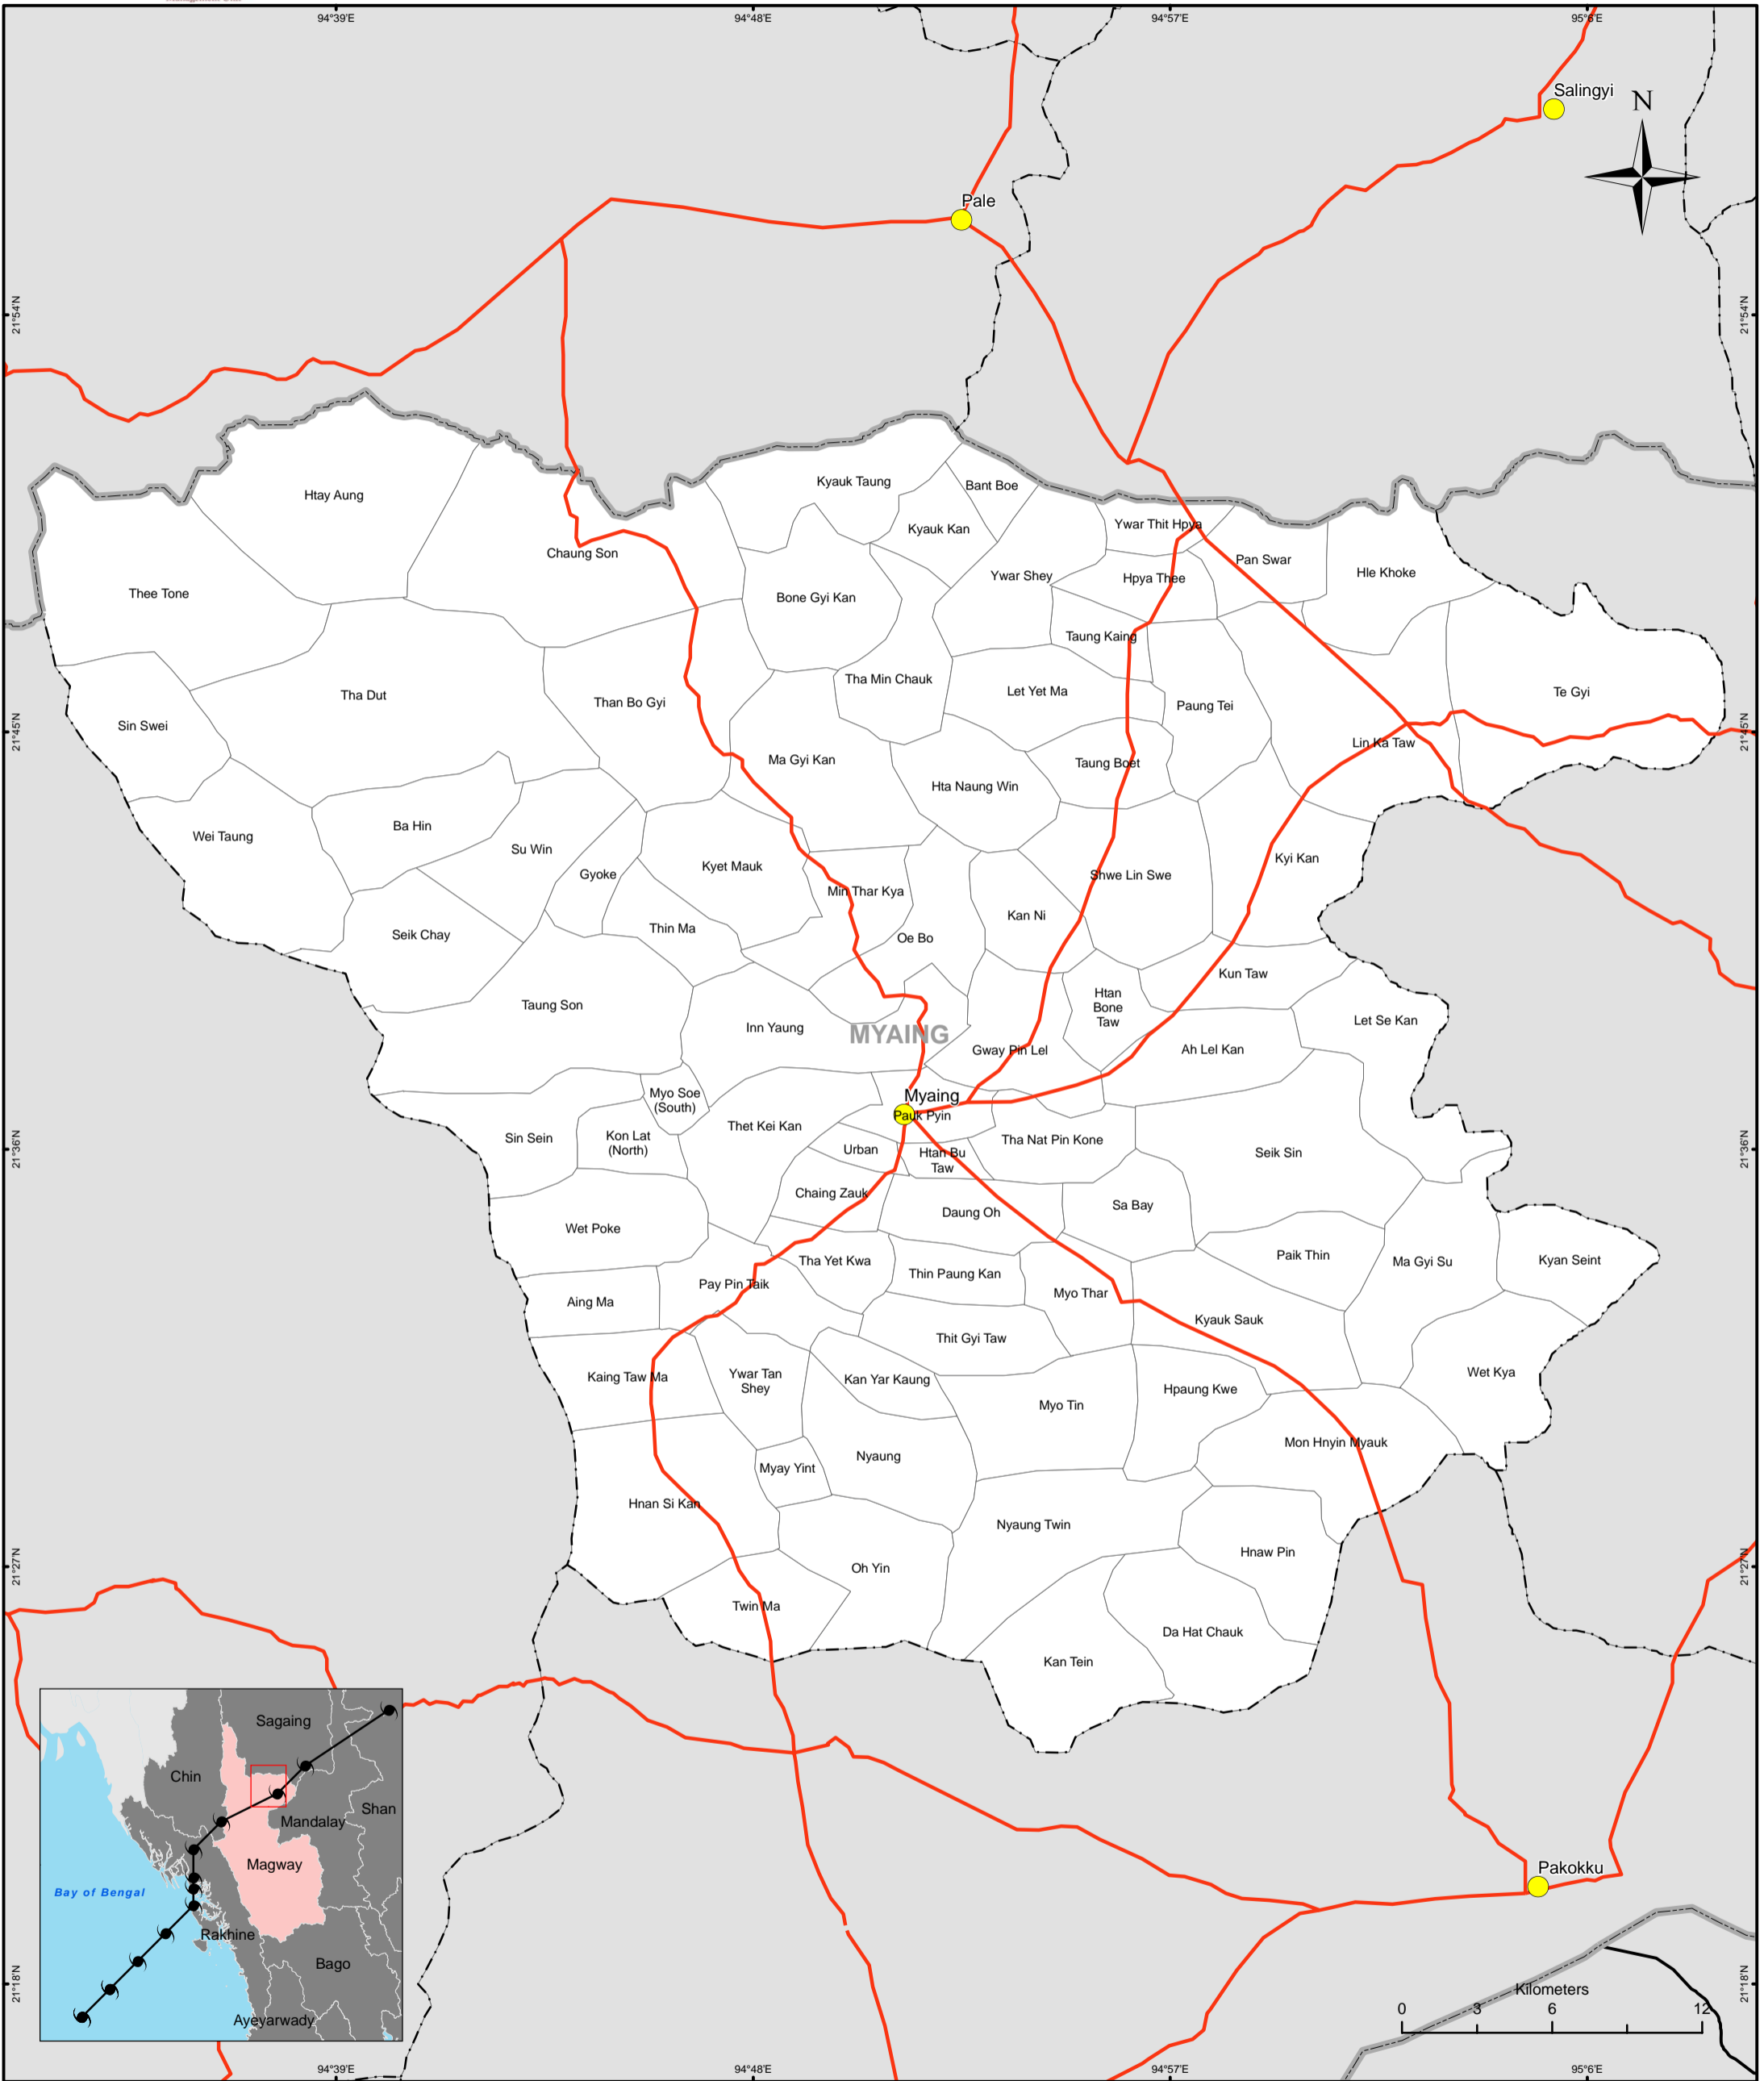 94°39'E
94°48'E
94°57'E
95°6'E
Salingyi
N
Pale
21°54'N
21°54'N
Kyauk Taung
Bant Boe
Htay Aung
Kyauk Kan
Ywar Thit Hpya
Chaung Son
Pan Swar
Hle Khoke
Ywar Shey
Hpya Thee
Thee Tone
Bone Gyi Kan
Taung Kaing
Tha Min Chauk
Let Yet Ma
Te Gyi
Tha Dut
Than Bo Gyi
Paung Tei
Sin Swei
21°45'N
21°45'N
Lin Ka Taw
Ma Gyi Kan
Taung Boet
Hta Naung Win
Ba Hin
Wei Taung
Su Win
Kyi Kan
Kyet Mauk
Gyoke
Shwe Lin Swe
Min Thar Kya
Kan Ni
Thin Ma
Seik Chay
Oe Bo
Kun Taw
Htan
Bone
Taw
Taung Son
Let Se Kan
Inn Yaung
MYAING
Gway Pin Lel
Ah Lel Kan
Myo Soe
(South)
Myaing
Pauk Pyin
Thet Kei Kan
Sin Sein
Kon Lat
(North)
Tha Nat Pin Kone
21°36'N
21°36'N
Urban
Htan Bu
Taw
Seik Sin
Chaing Zauk
Sa Bay
Daung Oh
Wet Poke
Paik Thin
Tha Yet Kwa
Ma Gyi Su
Kyan Seint
Thin Paung Kan
Pay Pin Taik
Myo Thar
Aing Ma
Kyauk Sauk
Thit Gyi Taw
Kaing Taw Ma
Ywar Tan
Shey
Kan Yar Kaung
Wet Kya
Hpaung Kwe
Myo Tin
Mon Hnyin Myauk
Nyaung
Myay Yint
Hnan Si Kan
Nyaung Twin
Hnaw Pin
21°27'N
21°27'N
Oh Yin
Twin Ma
Da Hat Chauk
Kan Tein
Sagaing
Chin
Shan
Mandalay
Magway
Pakokku
Bay of Bengal
Rakhine
Bago
Ayeyarwady
21°18'N
21°18'N
Kilometers
0
3
6
12
94°39'E
94°48'E
94°57'E
95°6'E